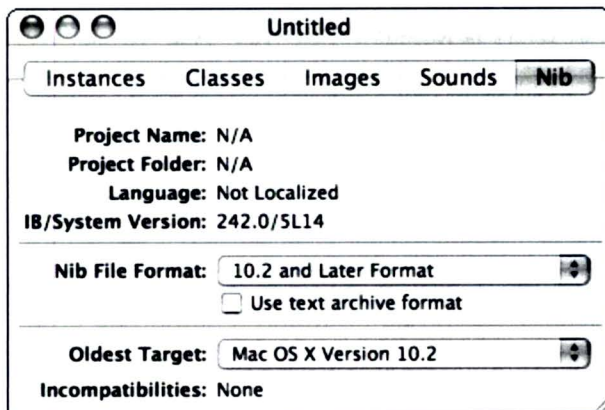 Untitled
Instances Classes Images Sounds Nib
Project Name: N/A
Project Folder: N/A
Language: Not Localized
IB/System Version: 242.0/5L14
Nib File Format: 10.2 and Later Format
Use text archive format
Oldest Target: Mac OS X Version 10.2
Incompatibilities: None